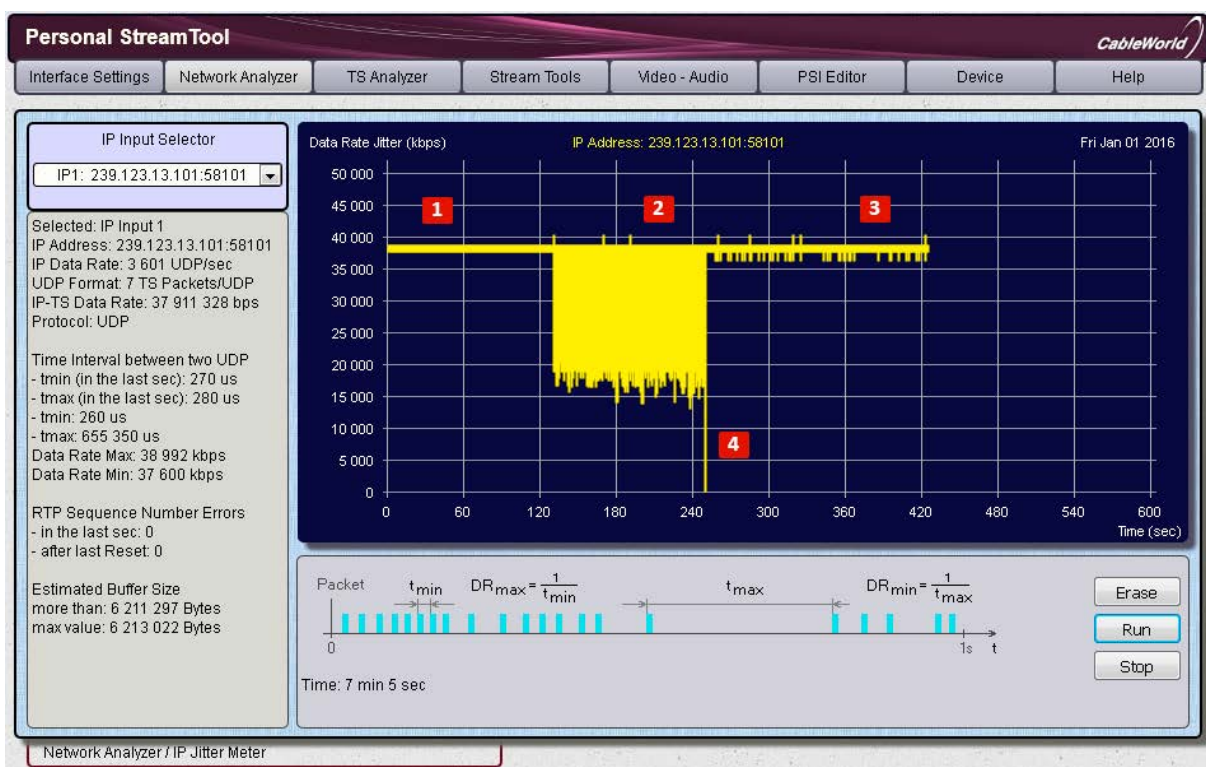 Personal StreamTool
CableWorld
Interface Settings
Network Analyzer
TS Analyzer
Stream Tools
Video - Audio
PSI Editor
Device
Help
IP Input Selector
IP1: 239.123.13.101:58101
Selected: IP Input 1
IP Address: 239.123.13.101:58101
IP Data Rate: 3 601 UDP/sec
UDP Format: 7 TS Packets/UDP
IP-TS Data Rate: 37 911 328 bps
Protocol: UDP
Time Interval between two UDP
- tmin (in the last sec): 270 us
- tmax (in the last sec): 280 us
- tmin: 260 us
- tmax: 655 350 us
Data Rate Max: 38 992 kbps
Data Rate Min: 37 600 kbps
RTP Sequence Number Errors
- in the last sec: 0
- after last Reset: 0
Estimated Buffer Size
more than: 6 211 297 Bytes
max value: 6 213 022 Bytes
Data Rate Jitter (kbps)
IP Address: 239.123.13.101:58101
Fri Jan 01 2016
50 000
45 000
40 000
35 000
30 000
25 000
20 000
15 000
10 000
5 000
0
1
2
3
4
0 60 120 180 240 300 360 420 480 540 600
Time (sec)
Packet
tmin
DRmax = 1/tmin
tmax
DRmin = 1/tmax
0
1s t
Time: 7 min 5 sec
Erase
Run
Stop
Network Analyzer / IP Jitter Meter